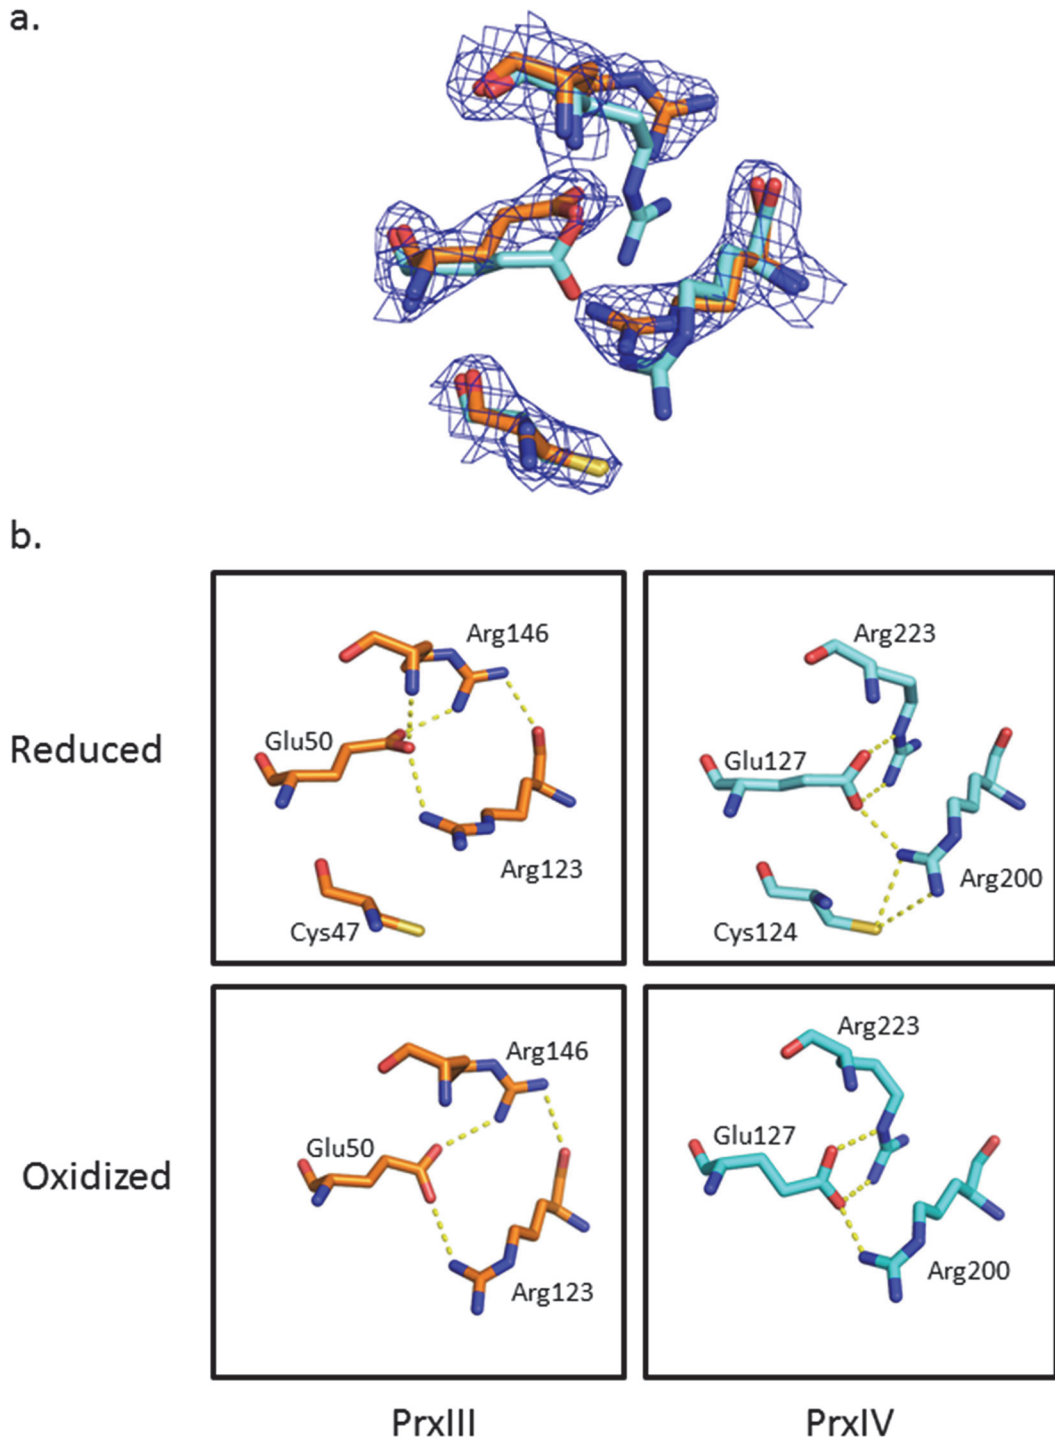 a.
b.
Reduced
Arg146
Glu50
Arg123
Cys47
Arg223
Glu127
Arg200
Cys124
Oxidized
Arg146
Glu50
Arg123
Arg223
Glu127
Arg200
PrxIII
PrxIV